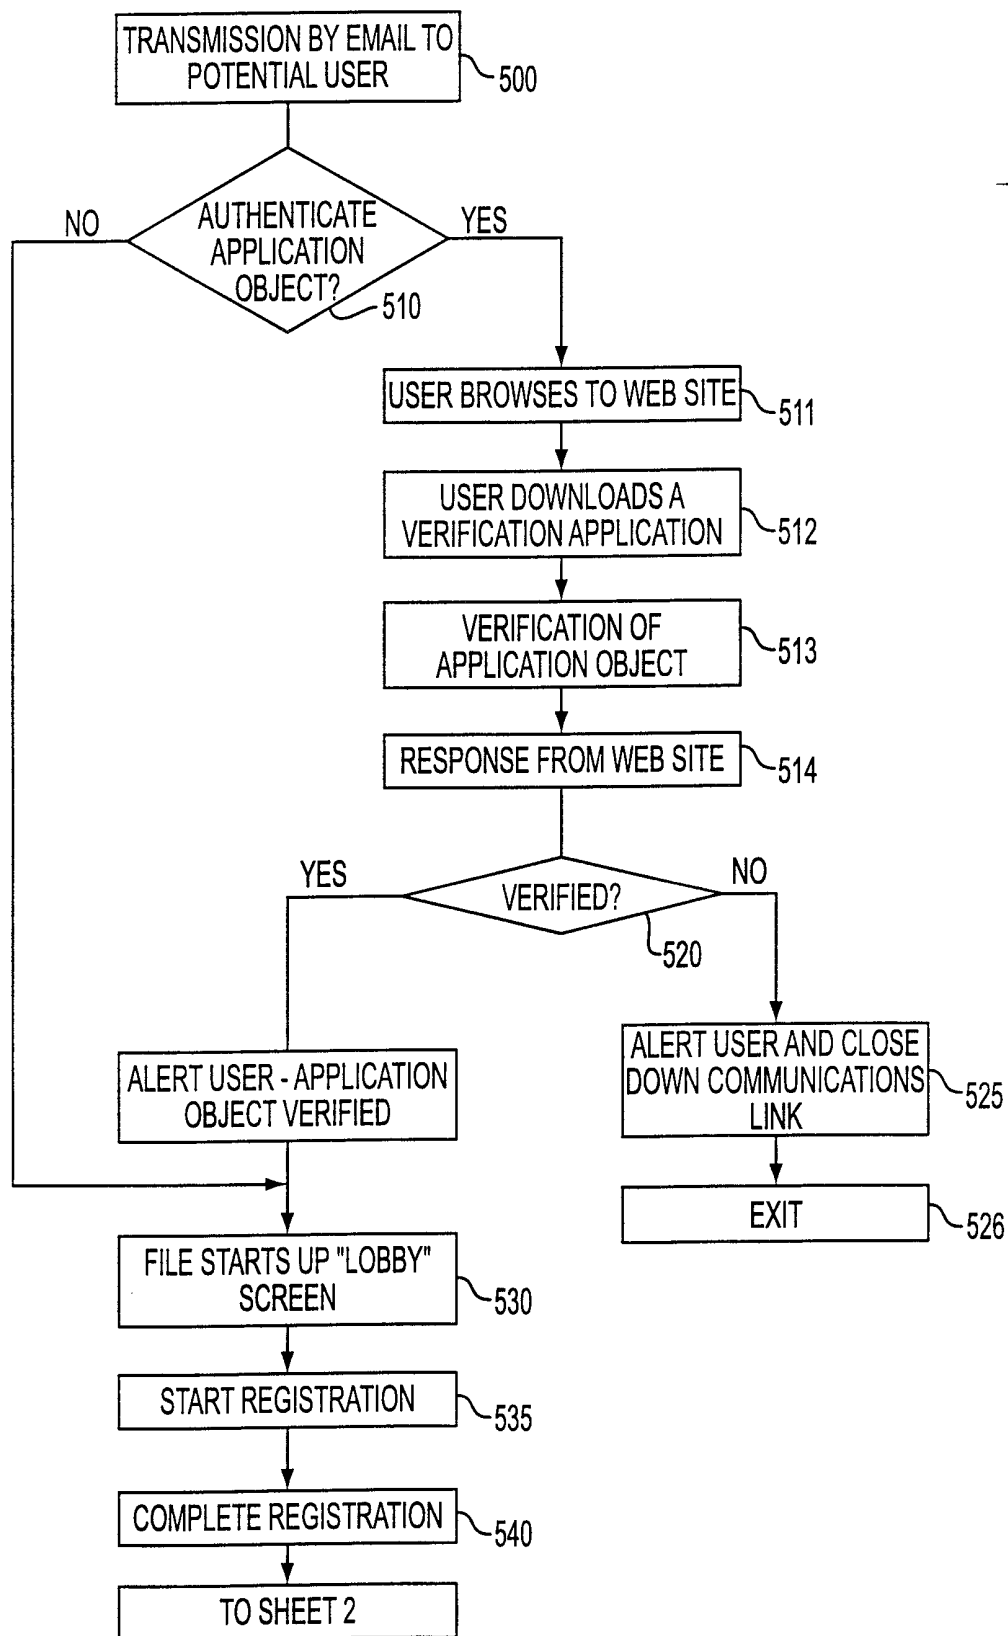 TRANSMISSION BY EMAIL TO
POTENTIAL USER
500
NO
AUTHENTICATE
APPLICATION
OBJECT?
YES
510
USER BROWSES TO WEB SITE
511
USER DOWNLOADS A
VERIFICATION APPLICATION
512
VERIFICATION OF
APPLICATION OBJECT
513
RESPONSE FROM WEB SITE
514
YES
VERIFIED?
NO
520
ALERT USER - APPLICATION
OBJECT VERIFIED
ALERT USER AND CLOSE
DOWN COMMUNICATIONS
LINK
525
EXIT
526
FILE STARTS UP "LOBBY"
SCREEN
530
START REGISTRATION
535
COMPLETE REGISTRATION
540
TO SHEET 2